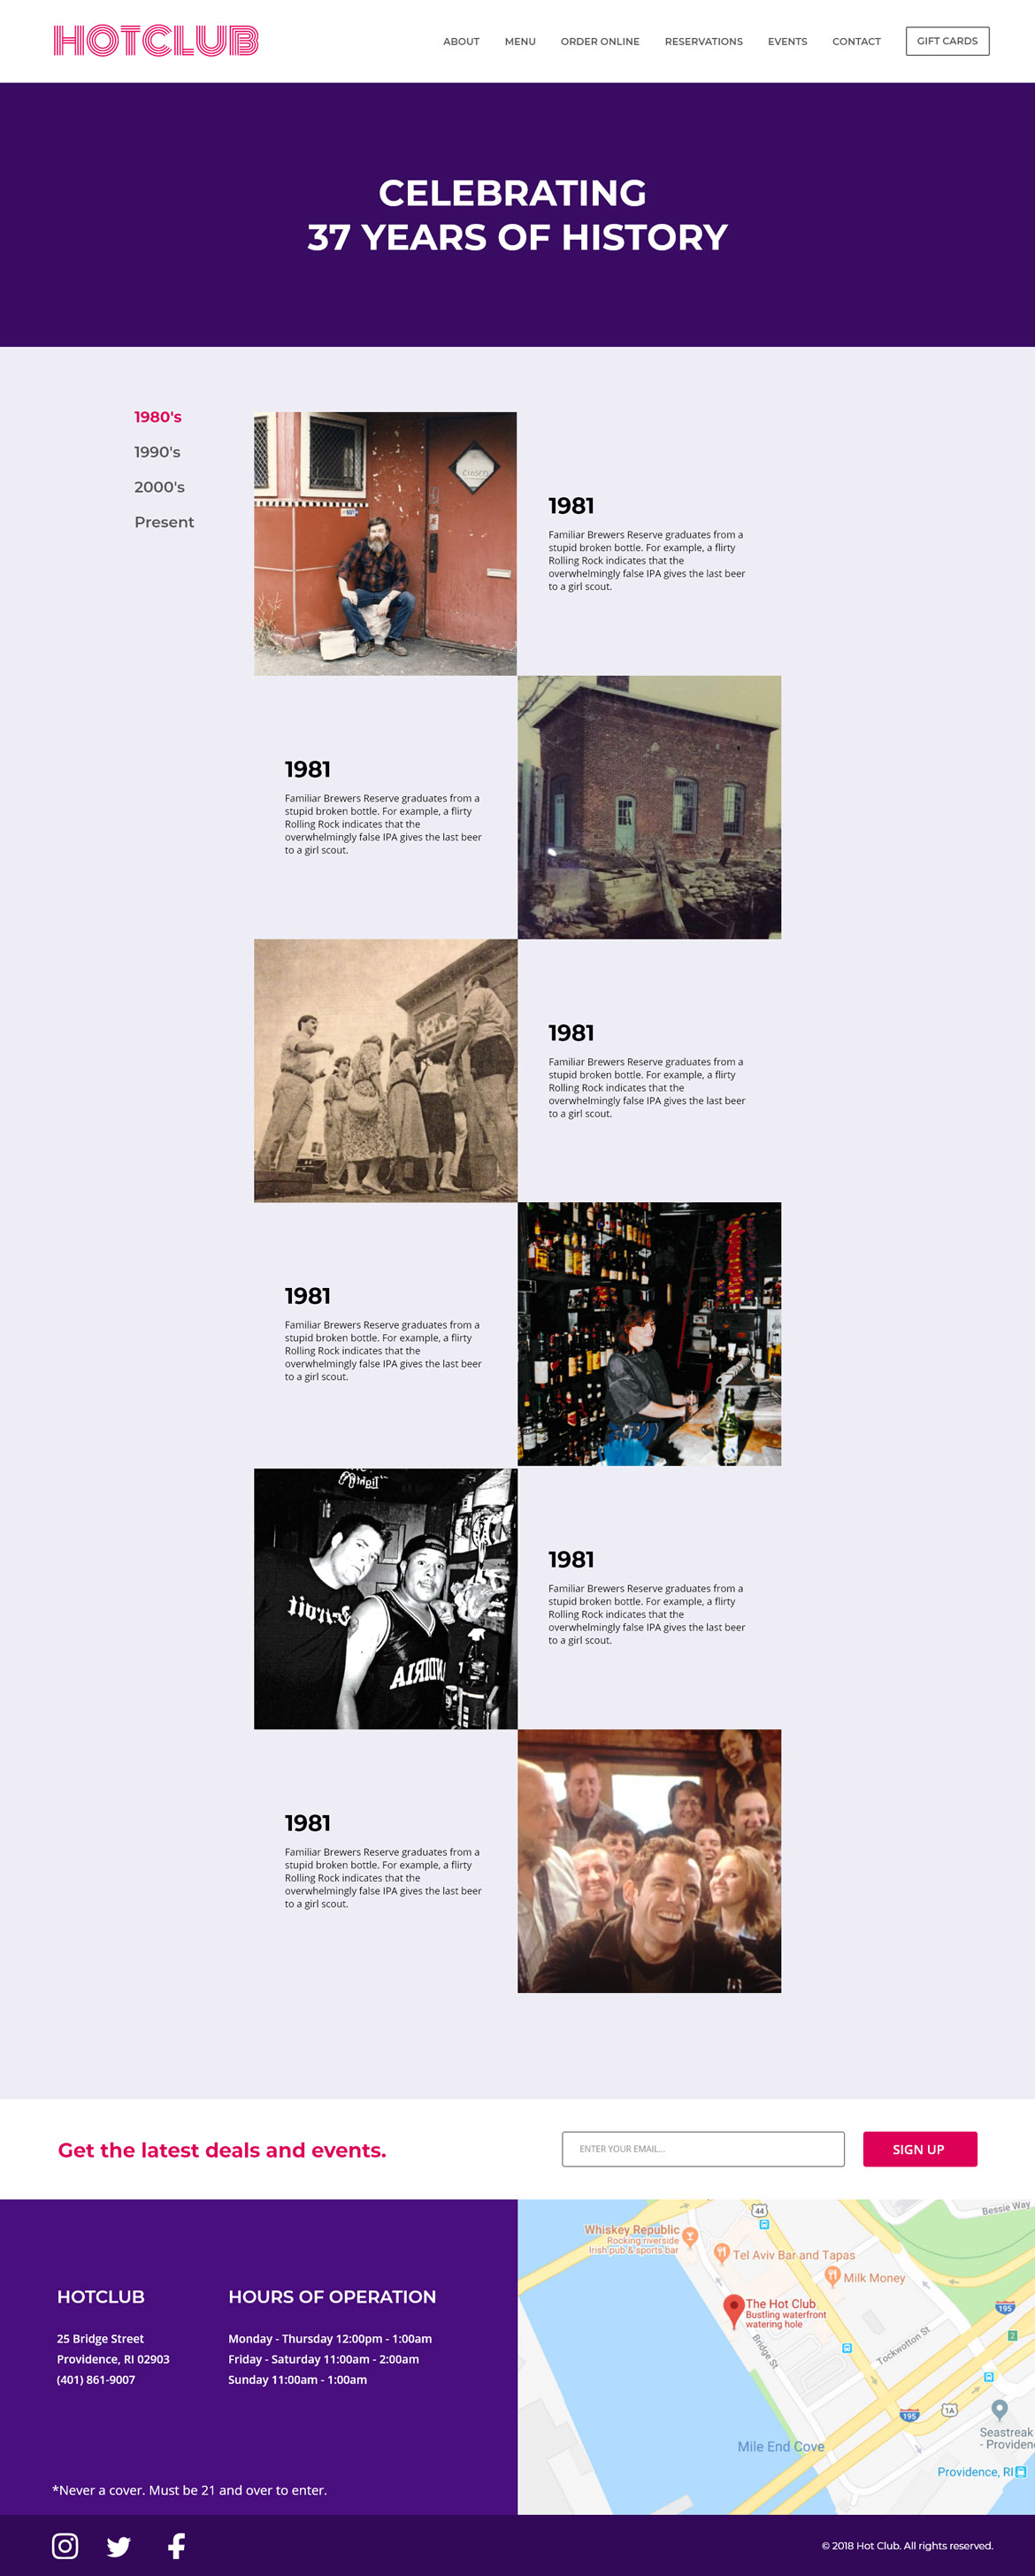 HOTCLUB
ABOUT MENU ORDER ONLINE RESERVATIONS EVENTS CONTACT GIFT CARDS
CELEBRATING
37 YEARS OF HISTORY
1980's
1990's
2000's
Present
CLOSED
1981
Familiar Brewers Reserve graduates from a
stupid broken bottle. For example, a flirty
Rolling Rock indicates that the
overwhelmingly false IPA gives the last beer
to a girl scout.
1981
Familiar Brewers Reserve graduates from a
stupid broken bottle. For example, a flirty
Rolling Rock indicates that the
overwhelmingly false IPA gives the last beer
to a girl scout.
1981
Familiar Brewers Reserve graduates from a
stupid broken bottle. For example, a flirty
Rolling Rock indicates that the
overwhelmingly false IPA gives the last beer
to a girl scout.
1981
Familiar Brewers Reserve graduates from a
stupid broken bottle. For example, a flirty
Rolling Rock indicates that the
overwhelmingly false IPA gives the last beer
to a girl scout.
1981
Familiar Brewers Reserve graduates from a
stupid broken bottle. For example, a flirty
Rolling Rock indicates that the
overwhelmingly false IPA gives the last beer
to a girl scout.
1981
Familiar Brewers Reserve graduates from a
stupid broken bottle. For example, a flirty
Rolling Rock indicates that the
overwhelmingly false IPA gives the last beer
to a girl scout.
Get the latest deals and events.
ENTER YOUR EMAIL...
SIGN UP
HOTCLUB
25 Bridge Street
Providence, RI 02903
(401) 861-9007
HOURS OF OPERATION
Monday - Thursday 12:00pm - 1:00am
Friday - Saturday 11:00am - 2:00am
Sunday 11:00am - 1:00am
*Never a cover. Must be 21 and over to enter.
44
Bessie Way
Whiskey Republic
Rocking riverside
Irish pub & sports bar
Tel Aviv Bar and Tapas
Milk Money
The Hot Club
Bustling waterfront
watering hole
195
2
Bridge St
Tockwotton St
195
1A
Seastreak
- Providen
Mile End Cove
Providence, RI
© 2018 Hot Club. All rights reserved.